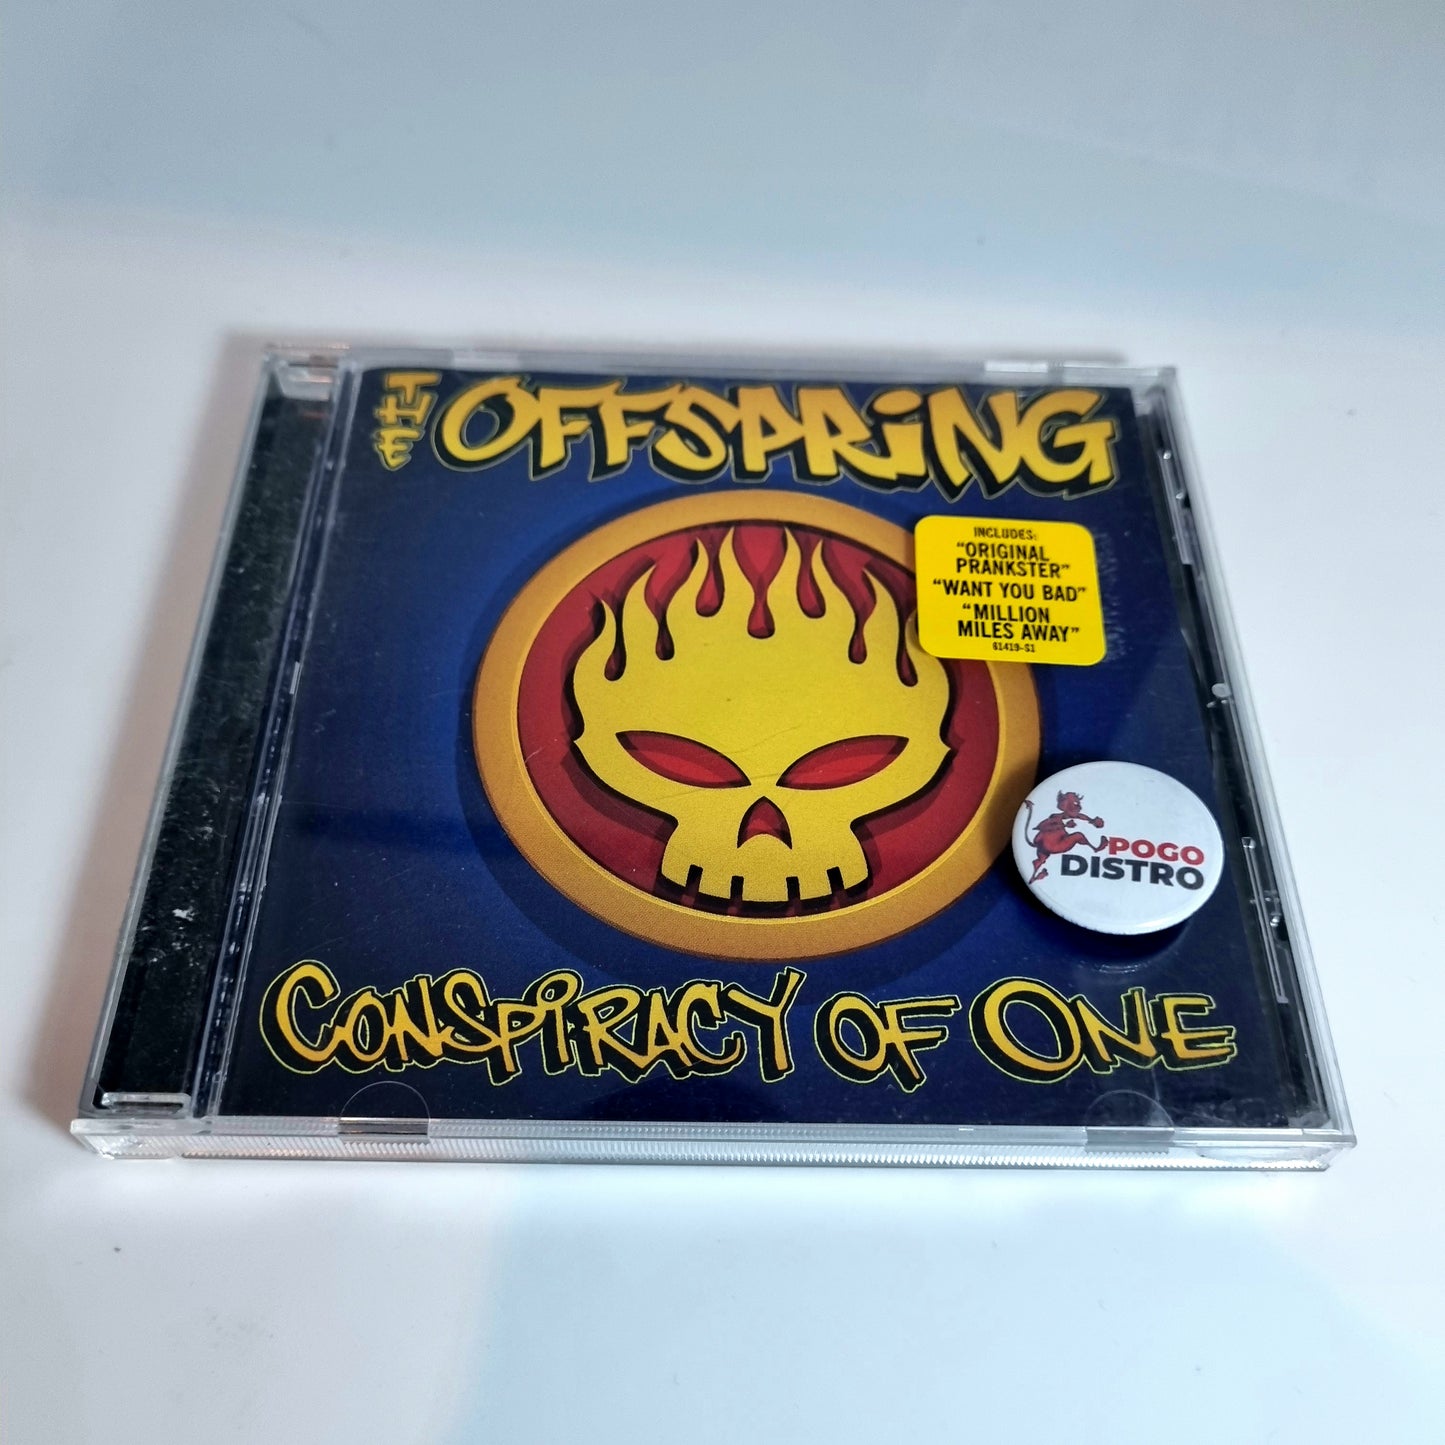 THE OFFSPRING
INCLUDES:
"ORIGINAL
PRANKSTER"
"WANT YOU BAD"
"MILLION
MILES AWAY"
61419-S1
POGO
DISTRO
CONSPIRACY OF ONE